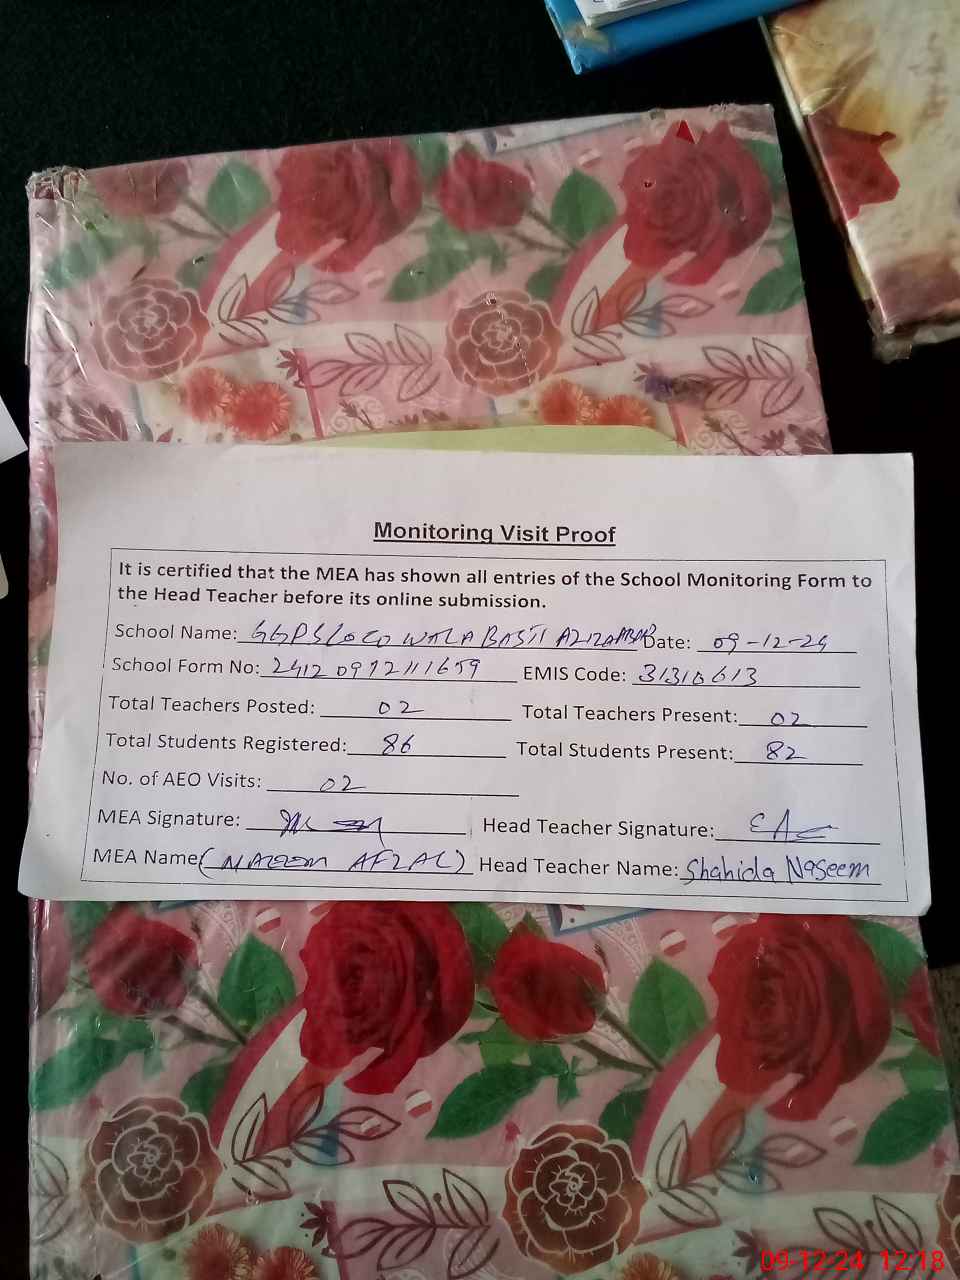 Monitoring Visit Proof
It is certified that the MEA has shown all entries of the School Monitoring Form to
the Head Teacher before its online submission.
School Name: GGPS LOCO WALA BASTI AZIZABAD Date: 09-12-24
School Form No: 2412 0972111659 EMIS Code: 31310613
Total Teachers Posted: 02 Total Teachers Present: 02
Total Students Registered: 86 Total Students Present: 82
No. of AEO Visits: 02
MEA Signature: Head Teacher Signature:
MEA Name (NAEEM AFZAL) Head Teacher Name: Shahida Naseem
09-12-24 12:18